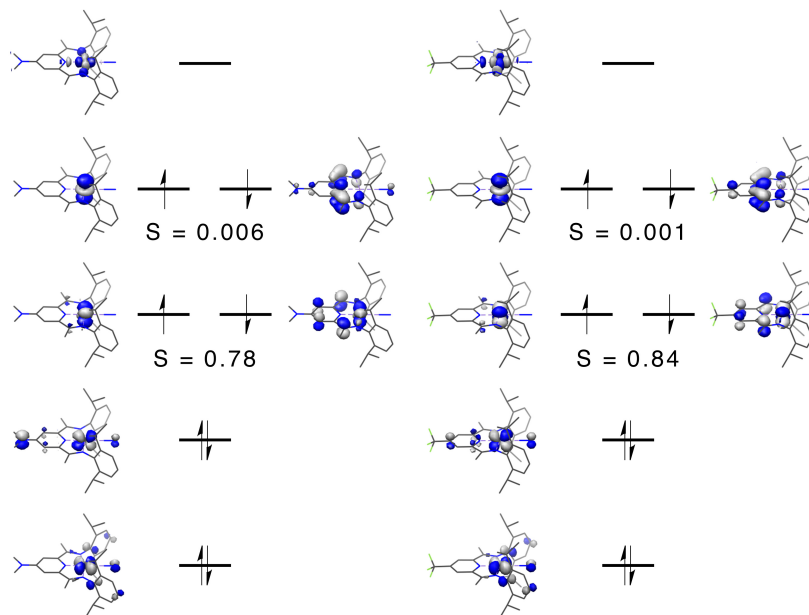 S = 0.006
S = 0.001
S = 0.78
S = 0.84